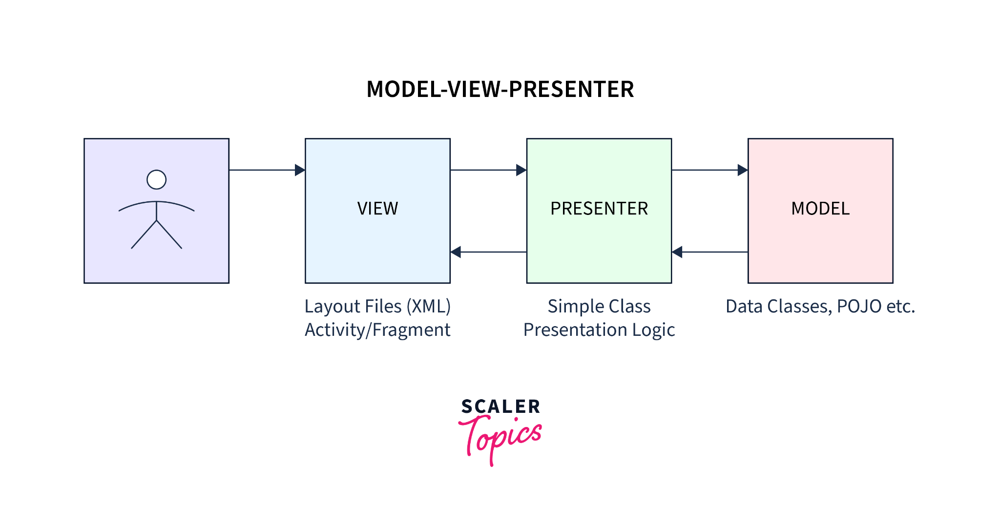 MODEL-VIEW-PRESENTER
VIEW
PRESENTER
MODEL
Layout Files (XML)
Activity/Fragment
Simple Class
Presentation Logic
Data Classes, POJO etc.
SCALER
Topics